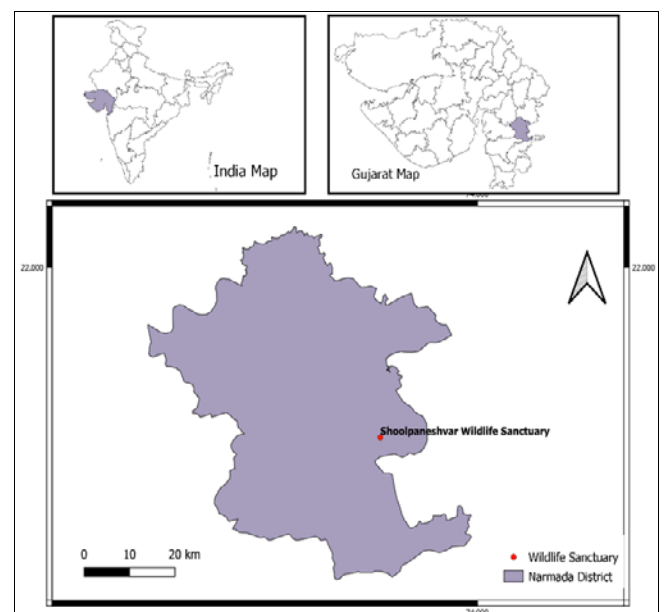 India Map
Gujarat Map
74.000
22.000
22.000
Shoolpaneshvar Wildlife Sanctuary
0 10 20 km
Wildlife Sanctuary
Narmada District
74.000